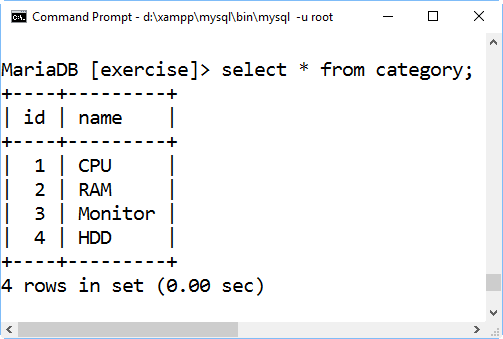 Command Prompt - d:\xampp\mysql\bin\mysql -u root
MariaDB [exercise]> select * from category;
+----+---------+
| id | name    |
+----+---------+
|  1 | CPU     |
|  2 | RAM     |
|  3 | Monitor |
|  4 | HDD     |
+----+---------+
4 rows in set (0.00 sec)